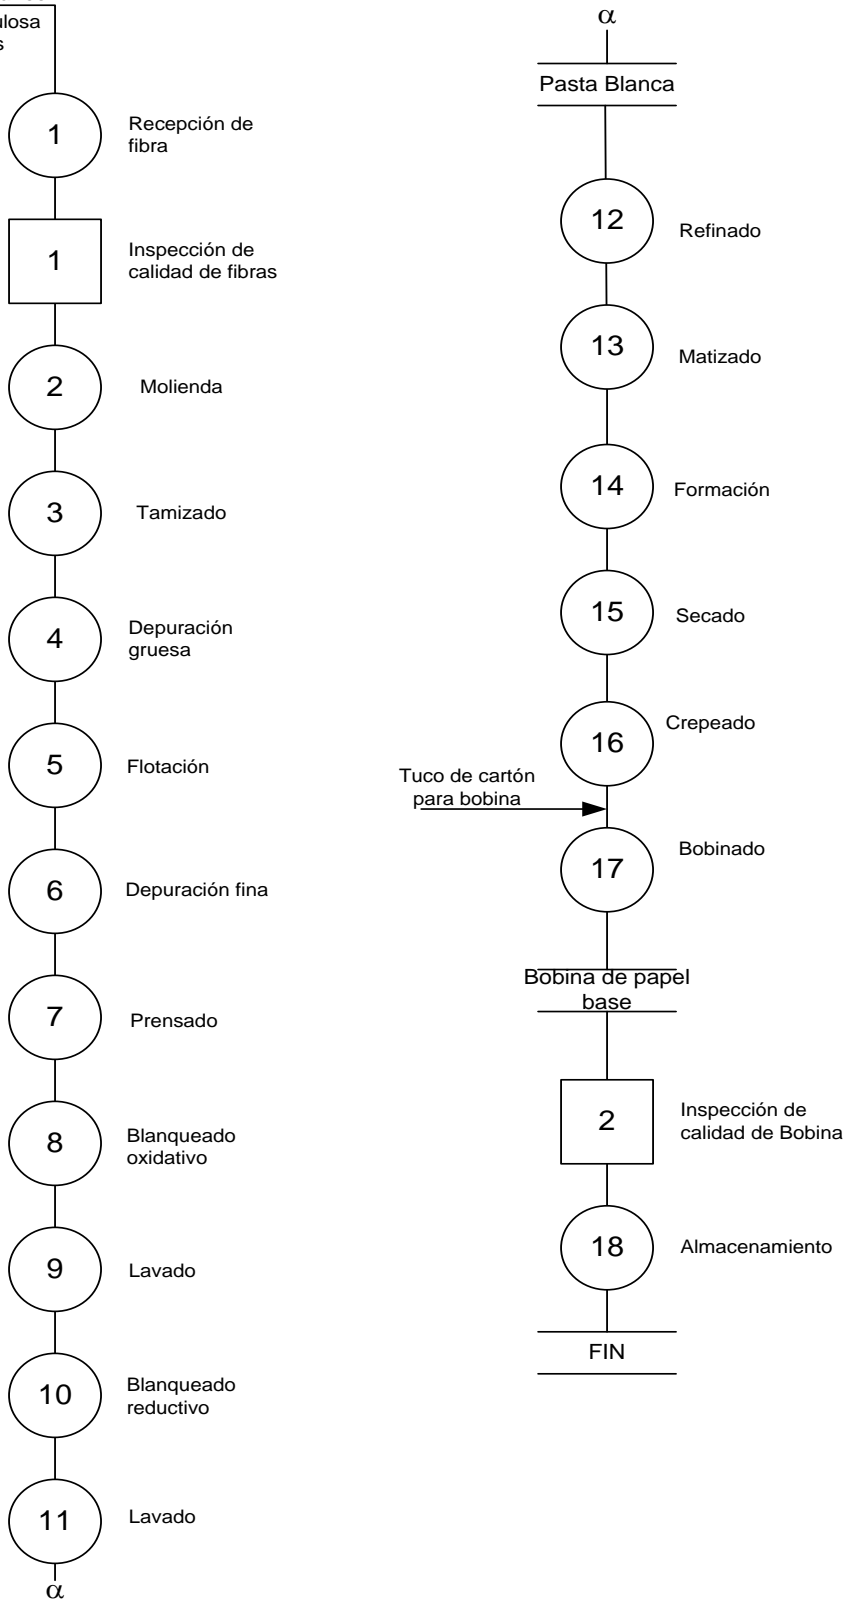 α
1
Recepción de
fibra
1
Inspección de
calidad de fibras
2
Molienda
3
Tamizado
4
Depuración
gruesa
5
Flotación
6
Depuración fina
7
Prensado
8
Blanqueado
oxidativo
9
Lavado
10
Blanqueado
reductivo
11
Lavado
α
Pasta Blanca
12
Refinado
13
Matizado
14
Formación
15
Secado
16
Crepeado
Tuco de cartón
para bobina
17
Bobinado
Bobina de papel
base
2
Inspección de
calidad de Bobina
18
Almacenamiento
FIN